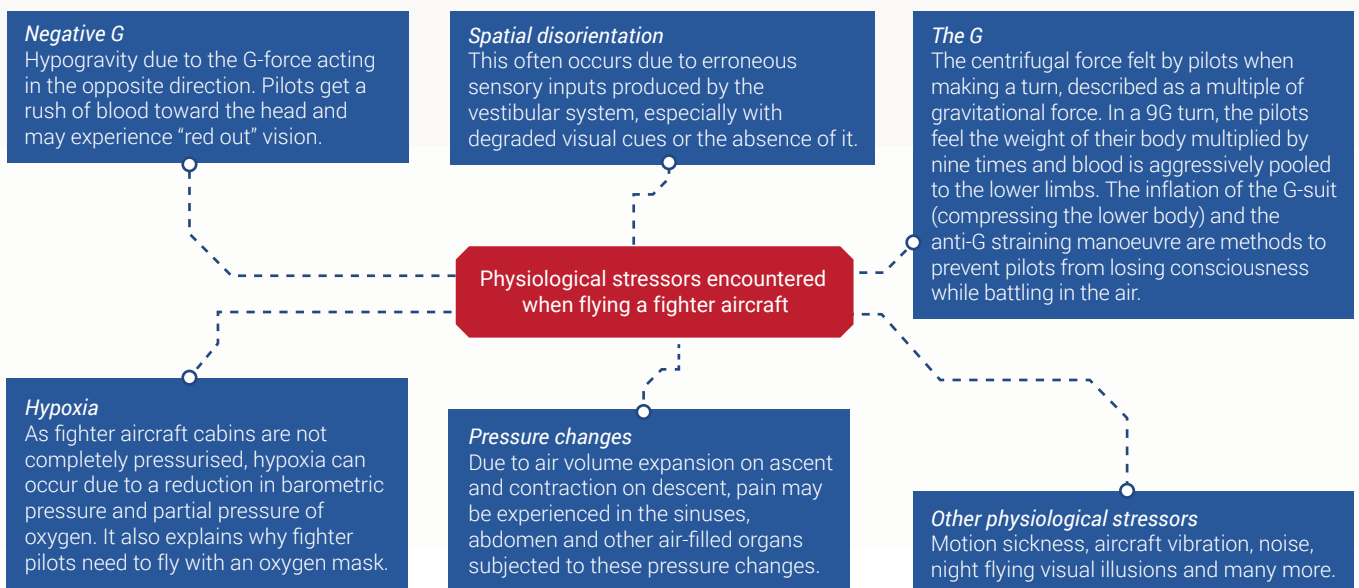 Negative G
Hypogravity due to the G-force acting
in the opposite direction. Pilots get a
rush of blood toward the head and
may experience “red out” vision.
Spatial disorientation
This often occurs due to erroneous
sensory inputs produced by the
vestibular system, especially with
degraded visual cues or the absence of it.
The G
The centrifugal force felt by pilots when
making a turn, described as a multiple of
gravitational force. In a 9G turn, the pilots
feel the weight of their body multiplied by
nine times and blood is aggressively pooled
to the lower limbs. The inflation of the G-suit
(compressing the lower body) and the
anti-G straining manoeuvre are methods to
prevent pilots from losing consciousness
while battling in the air.
Physiological stressors encountered
when flying a fighter aircraft
Hypoxia
As fighter aircraft cabins are not
completely pressurised, hypoxia can
occur due to a reduction in barometric
pressure and partial pressure of
oxygen. It also explains why fighter
pilots need to fly with an oxygen mask.
Pressure changes
Due to air volume expansion on ascent
and contraction on descent, pain may
be experienced in the sinuses,
abdomen and other air-filled organs
subjected to these pressure changes.
Other physiological stressors
Motion sickness, aircraft vibration, noise,
night flying visual illusions and many more.